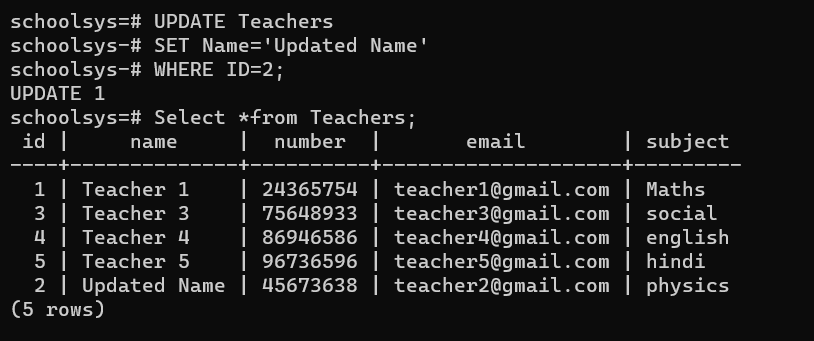 schoolsys=# UPDATE Teachers
schoolsys-# SET Name='Updated Name'
schoolsys-# WHERE ID=2;
UPDATE 1
schoolsys=# Select *from Teachers;
 id |     name     |  number  |       email        | subject
----+--------------+----------+--------------------+---------
  1 | Teacher 1    | 24365754 | teacher1@gmail.com | Maths
  3 | Teacher 3    | 75648933 | teacher3@gmail.com | social
  4 | Teacher 4    | 86946586 | teacher4@gmail.com | english
  5 | Teacher 5    | 96736596 | teacher5@gmail.com | hindi
  2 | Updated Name | 45673638 | teacher2@gmail.com | physics
(5 rows)